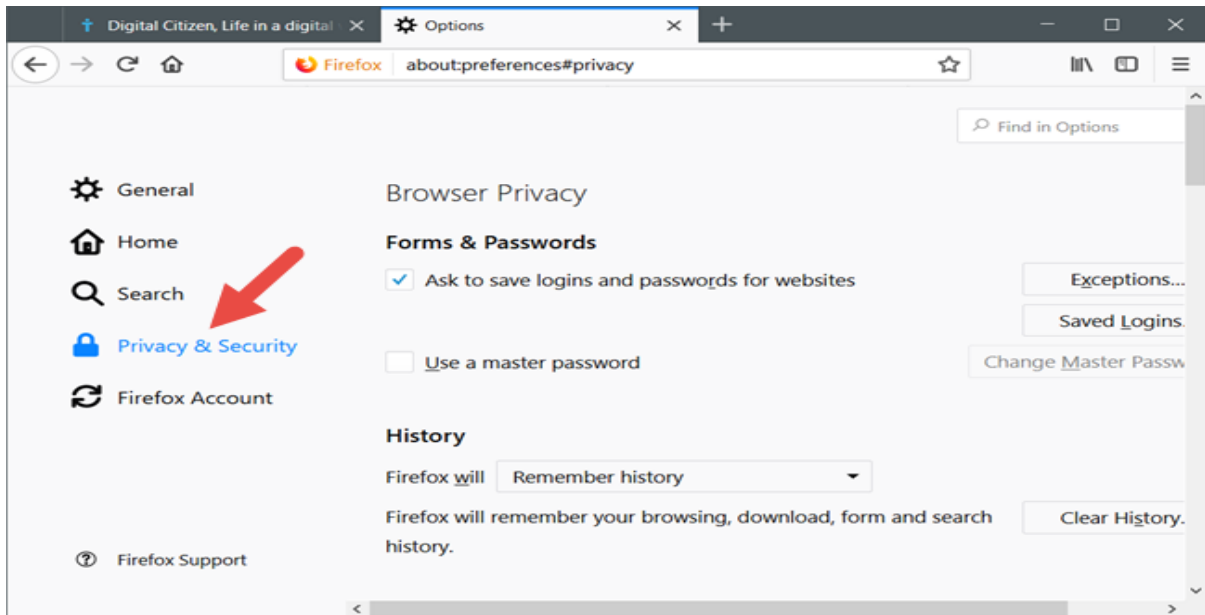 Digital Citizen, Life in a digital
Options
Firefox about:preferences#privacy
Find in Options
General
Home
Search
Privacy & Security
Firefox Account
Firefox Support
Browser Privacy
Forms & Passwords
Ask to save logins and passwords for websites
Exceptions...
Saved Logins.
Use a master password
Change Master Passw
History
Firefox will Remember history
Firefox will remember your browsing, download, form and search
history.
Clear History.